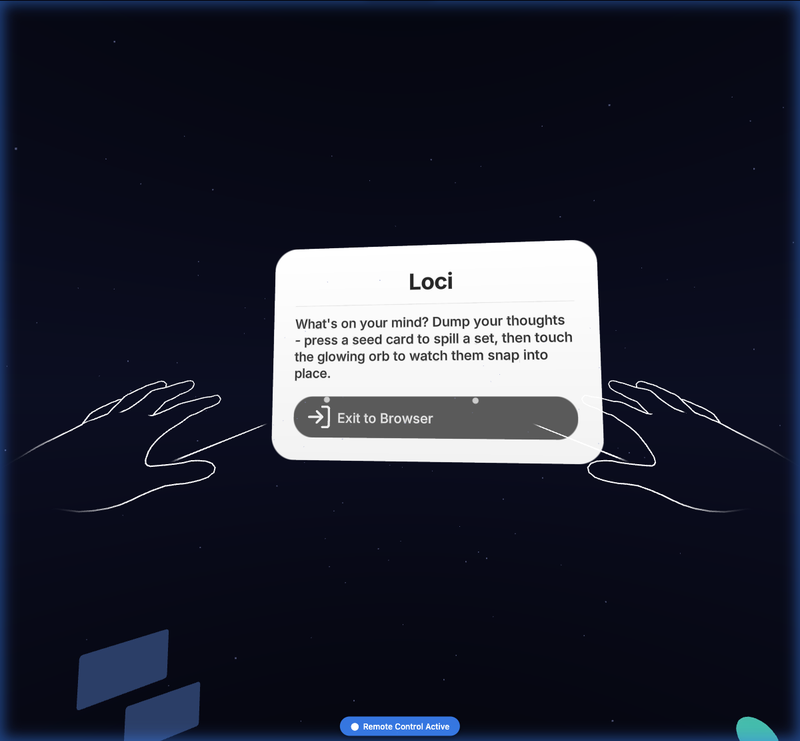 Loci
What's on your mind? Dump your thoughts
- press a seed card to spill a set, then touch
the glowing orb to watch them snap into
place.
Exit to Browser
Remote Control Active